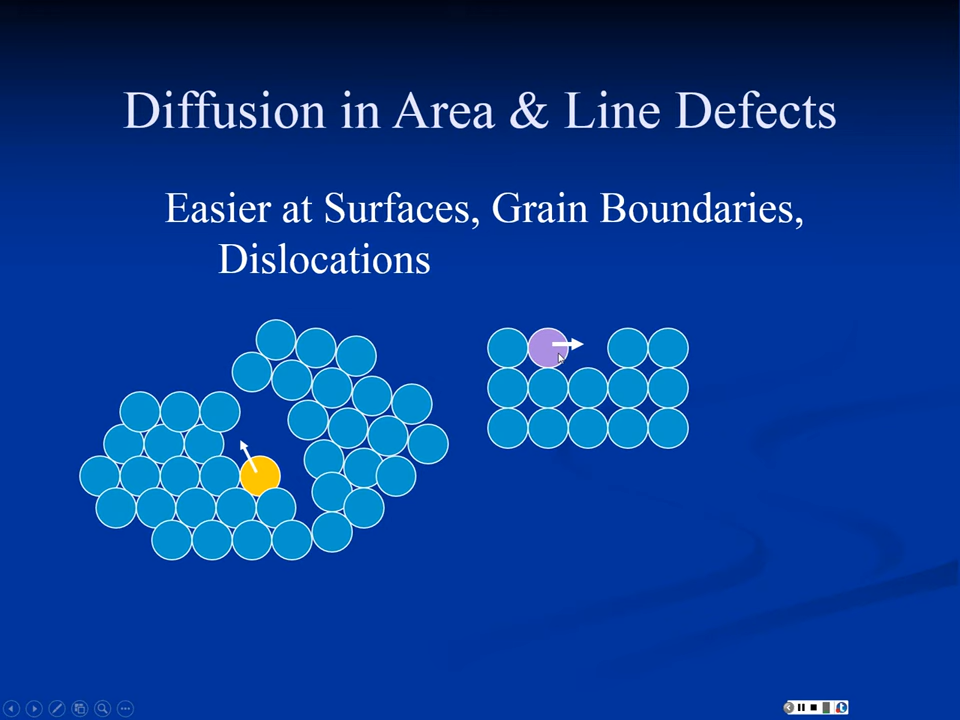 Diffusion in Area & Line Defects
Easier at Surfaces, Grain Boundaries,
Dislocations